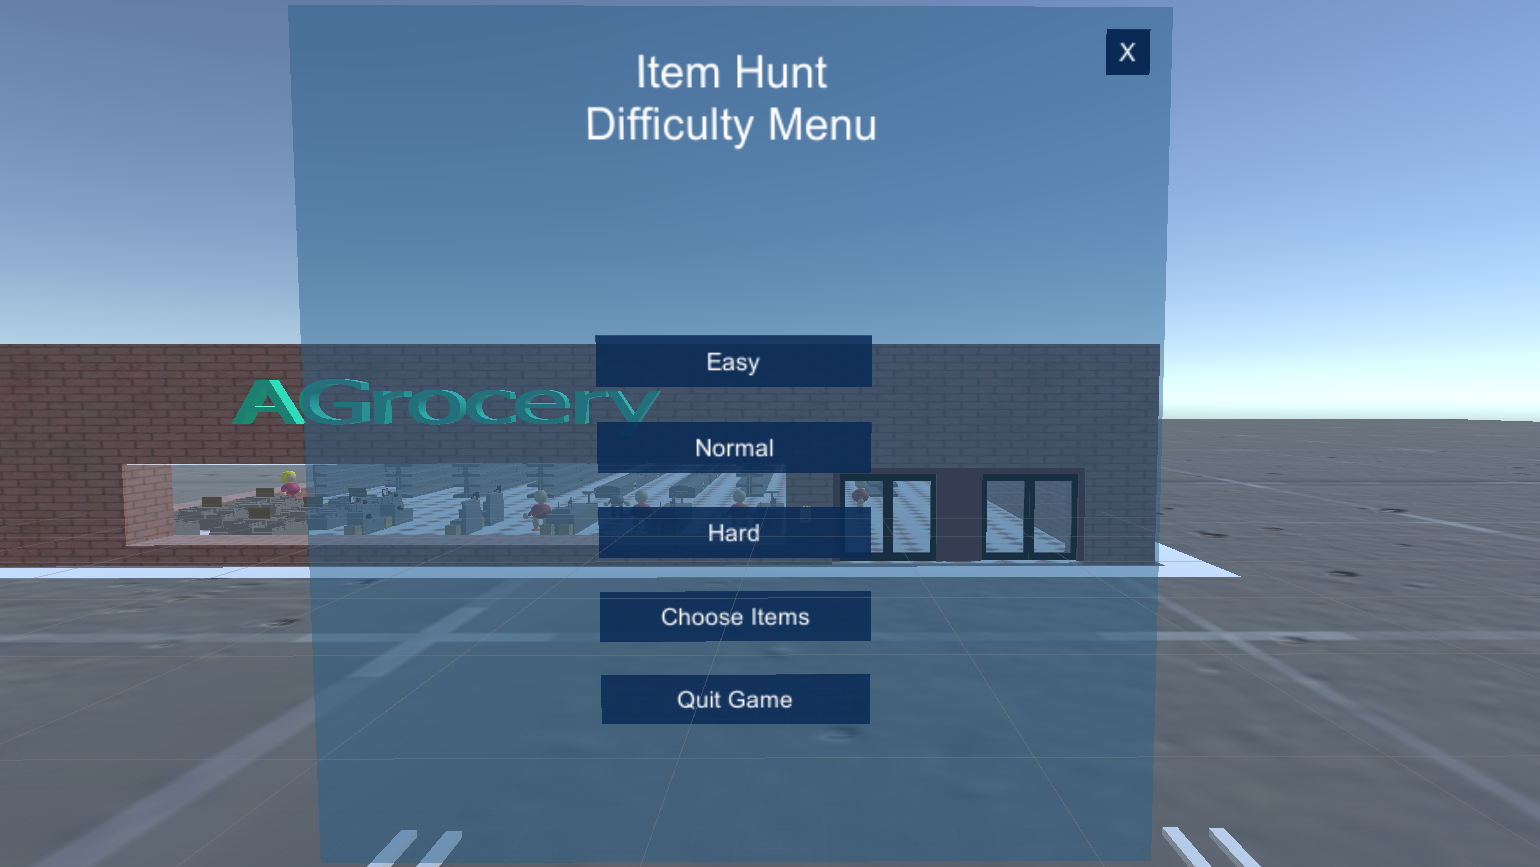 Item Hunt
Difficulty Menu
X
Easy
AGrocery
Normal
Hard
Choose Items
Quit Game